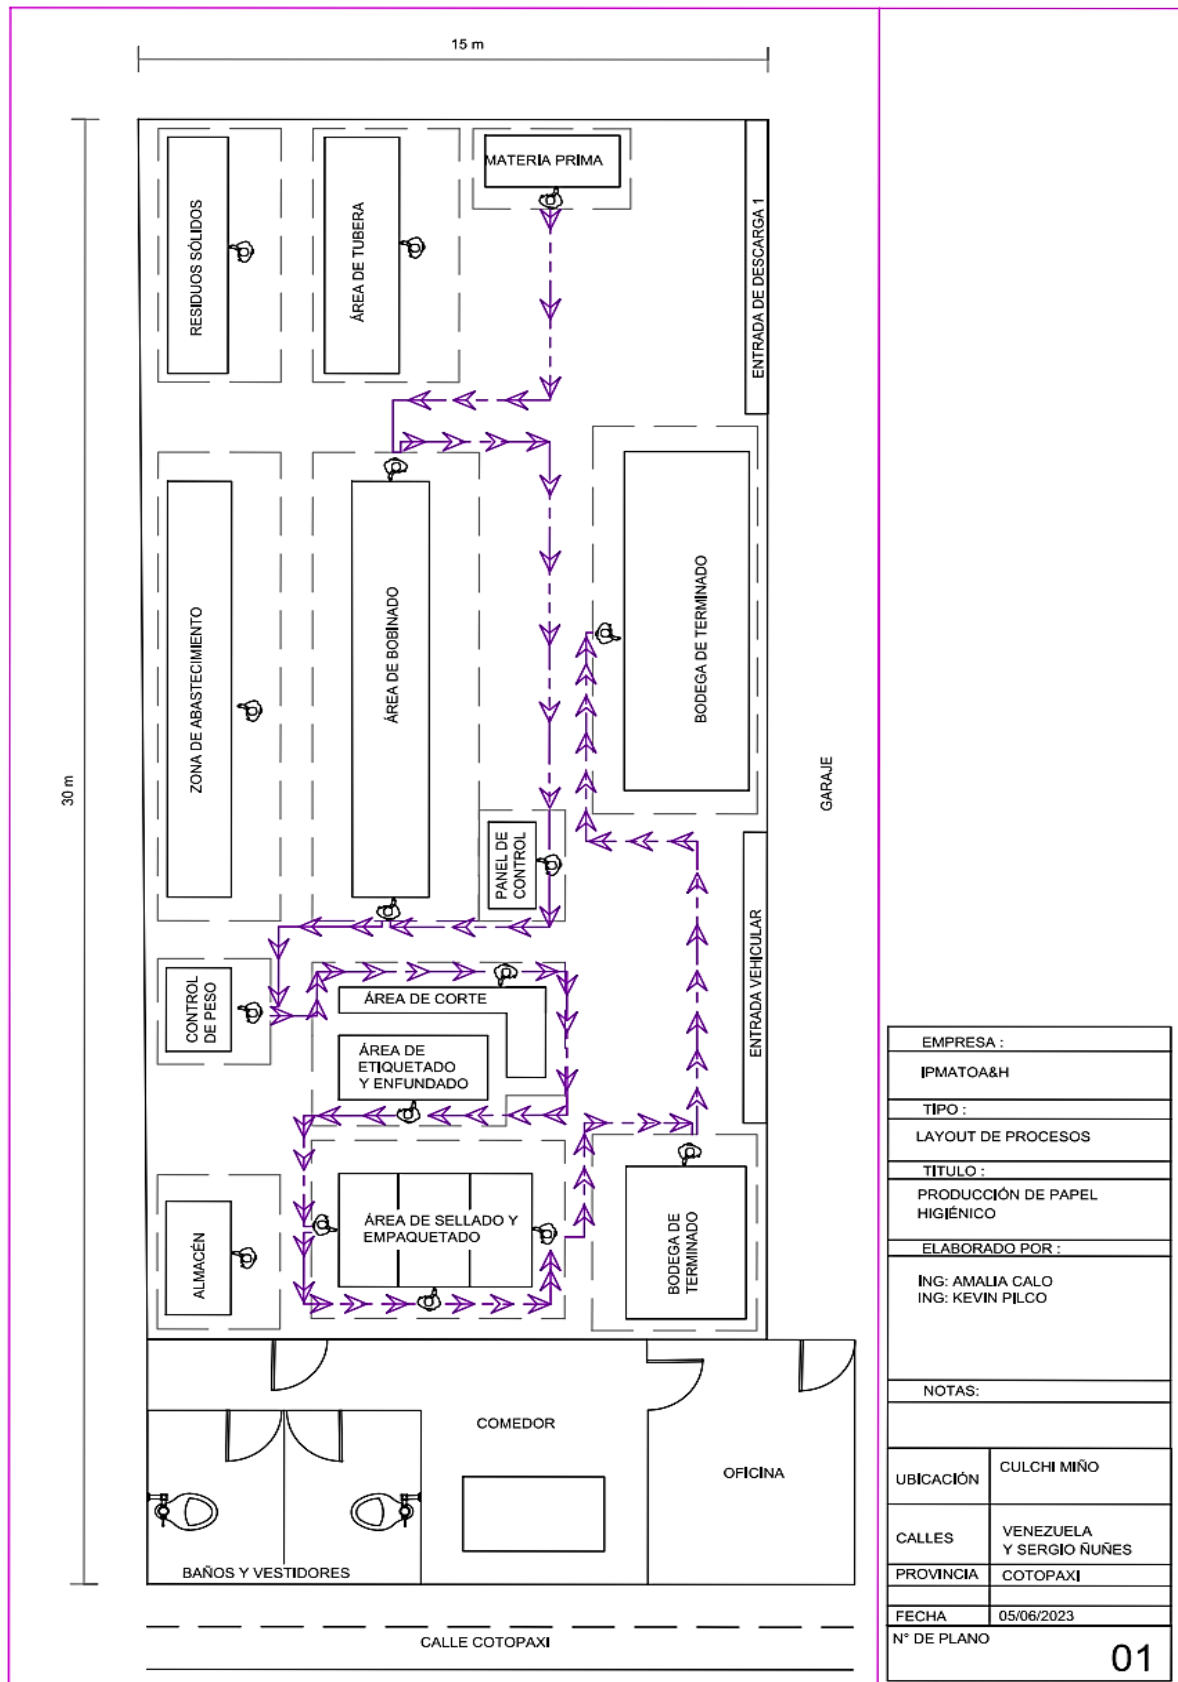 15 m
30 m
RESIDUOS SÓLIDOS
ÁREA DE TUBERA
MATERIA PRIMA
ENTRADA DE DESCARGA 1
ZONA DE ABASTECIMIENTO
ÁREA DE BOBINADO
BODEGA DE TERMINADO
GARAJE
PANEL DE
CONTROL
ENTRADA VEHICULAR
CONTROL
DE PESO
ÁREA DE CORTE
ÁREA DE
ETIQUETADO
Y ENFUNDADO
ALMACÉN
ÁREA DE SELLADO Y
EMPAQUETADO
BODEGA DE
TERMINADO
COMEDOR
OFICINA
BAÑOS Y VESTIDORES
CALLE COTOPAXI
EMPRESA :
IPMATOA&H
TIPO :
LAYOUT DE PROCESOS
TITULO :
PRODUCCIÓN DE PAPEL
HIGIÉNICO
ELABORADO POR :
ING: AMALIA CALO
ING: KEVIN PILCO
NOTAS:
UBICACIÓN CULCHI MIÑO
CALLES VENEZUELA
Y SERGIO ÑUÑES
PROVINCIA COTOPAXI
FECHA 05/06/2023
N° DE PLANO
01